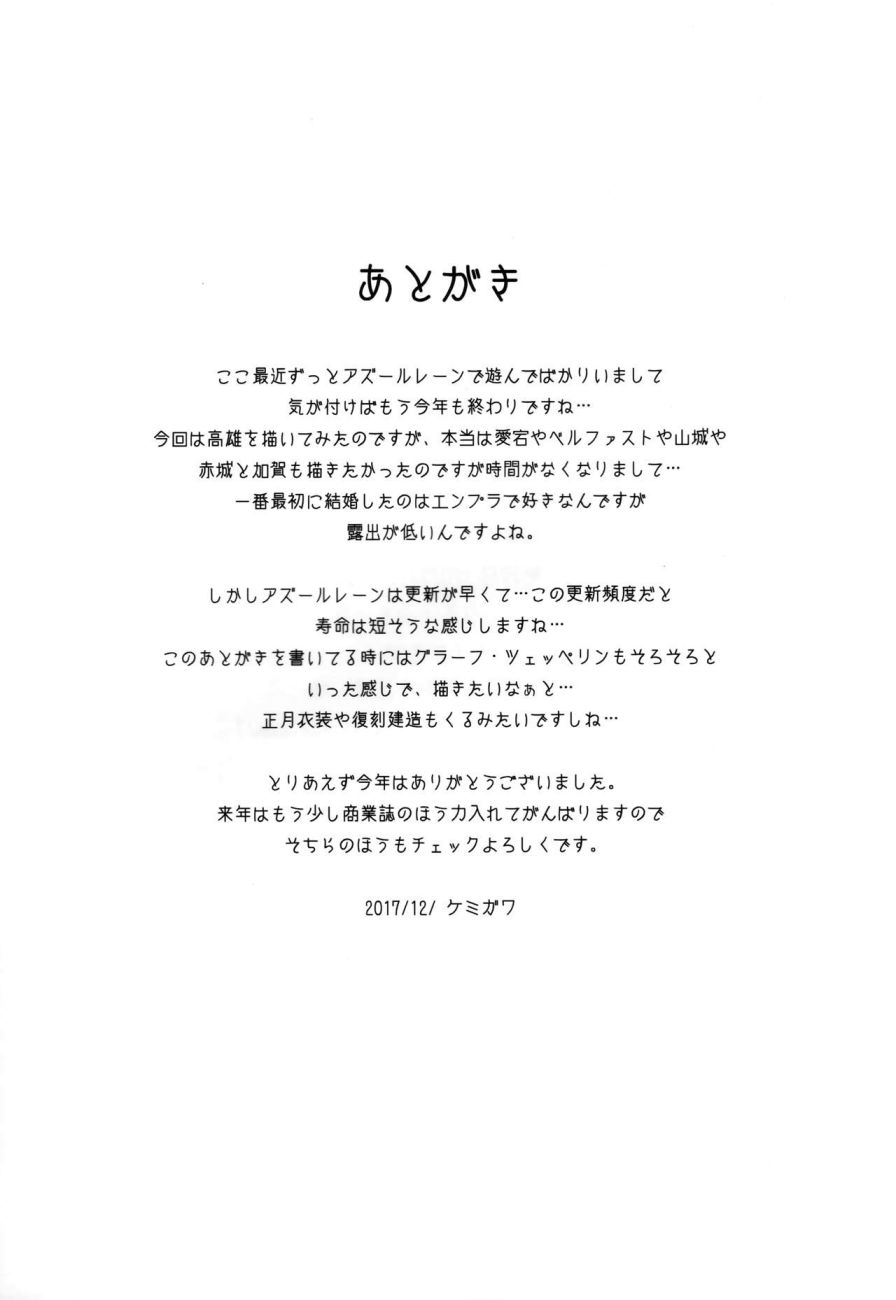 あとがき
ここ最近ずっとアズールレーンで遊んでばかりいまして
気が付けばもう今年も終わりですね…
今回は高雄を描いてみたのですが、本当は愛宕やベルファストや山城や
赤城と加賀も描きたかったのですが時間がなくなりまして…
一番最初に結婚したのはエンプラで好きなんですが
露出が低いんですよね。
しかしアズールレーンは更新が早くて…この更新頻度だと
寿命は短そうな感じしますね…
このあとがきを書いてる時にはグラーフ・ツェッペリンもそろそろと
いった感じで、描きたいなぁと…
正月衣装や復刻建造もくるみたいですしね…
とりあえず今年はありがとうございました。
来年はもう少し商業誌のほう力入れてがんばりますので
そちらのほうもチェックよろしくです。
2017/12/ ケミガワ